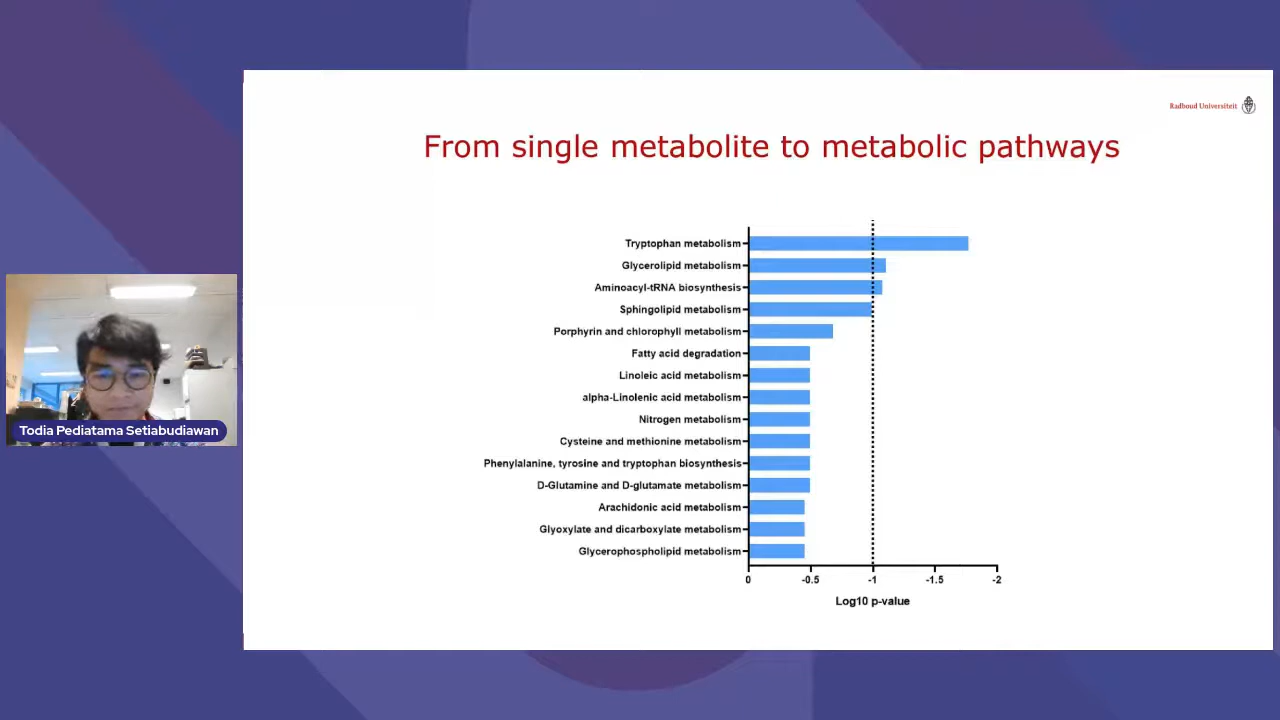 Radboud Universiteit
From single metabolite to metabolic pathways
Tryptophan metabolism
Glycerolipid metabolism
Aminoacyl-tRNA biosynthesis
Sphingolipid metabolism
Porphyrin and chlorophyll metabolism
Fatty acid degradation
Linoleic acid metabolism
alpha-Linolenic acid metabolism
Nitrogen metabolism
Cysteine and methionine metabolism
Phenylalanine, tyrosine and tryptophan biosynthesis
D-Glutamine and D-glutamate metabolism
Arachidonic acid metabolism
Glyoxylate and dicarboxylate metabolism
Glycerophospholipid metabolism
0 -0.5 -1 -1.5 -2
Log10 p-value
Todia Pediatama Setiabudiawan